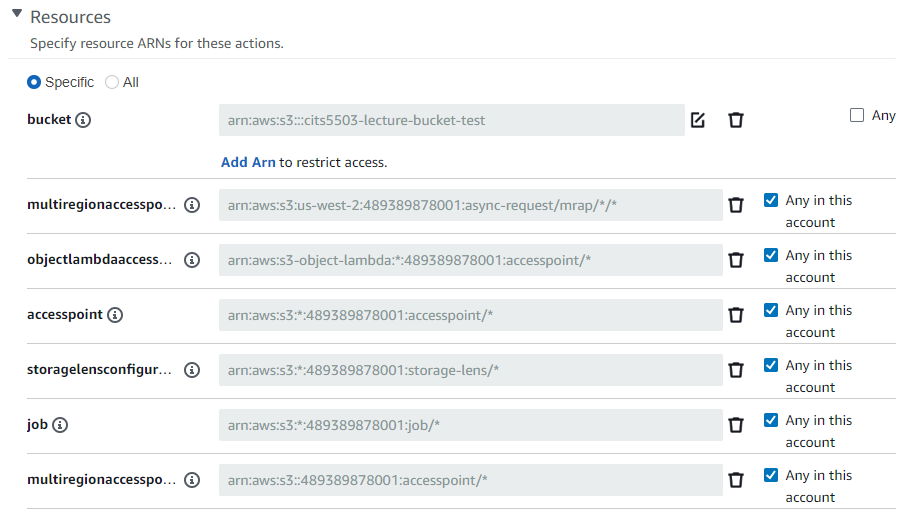 Resources
Specify resource ARNs for these actions.
Specific All
bucket arn:aws:s3:::cits5503-lecture-bucket-test Any
Add Arn to restrict access.
multiregionaccesspo... arn:aws:s3:us-west-2:489389878001:async-request/mrap/*/* Any in this
account
objectlambdaaccess... arn:aws:s3-object-lambda:*:489389878001:accesspoint/* Any in this
account
accesspoint arn:aws:s3:*:489389878001:accesspoint/* Any in this
account
storagelensconfigur... arn:aws:s3:*:489389878001:storage-lens/* Any in this
account
job arn:aws:s3:*:489389878001:job/* Any in this
account
multiregionaccesspo... arn:aws:s3::489389878001:accesspoint/* Any in this
account